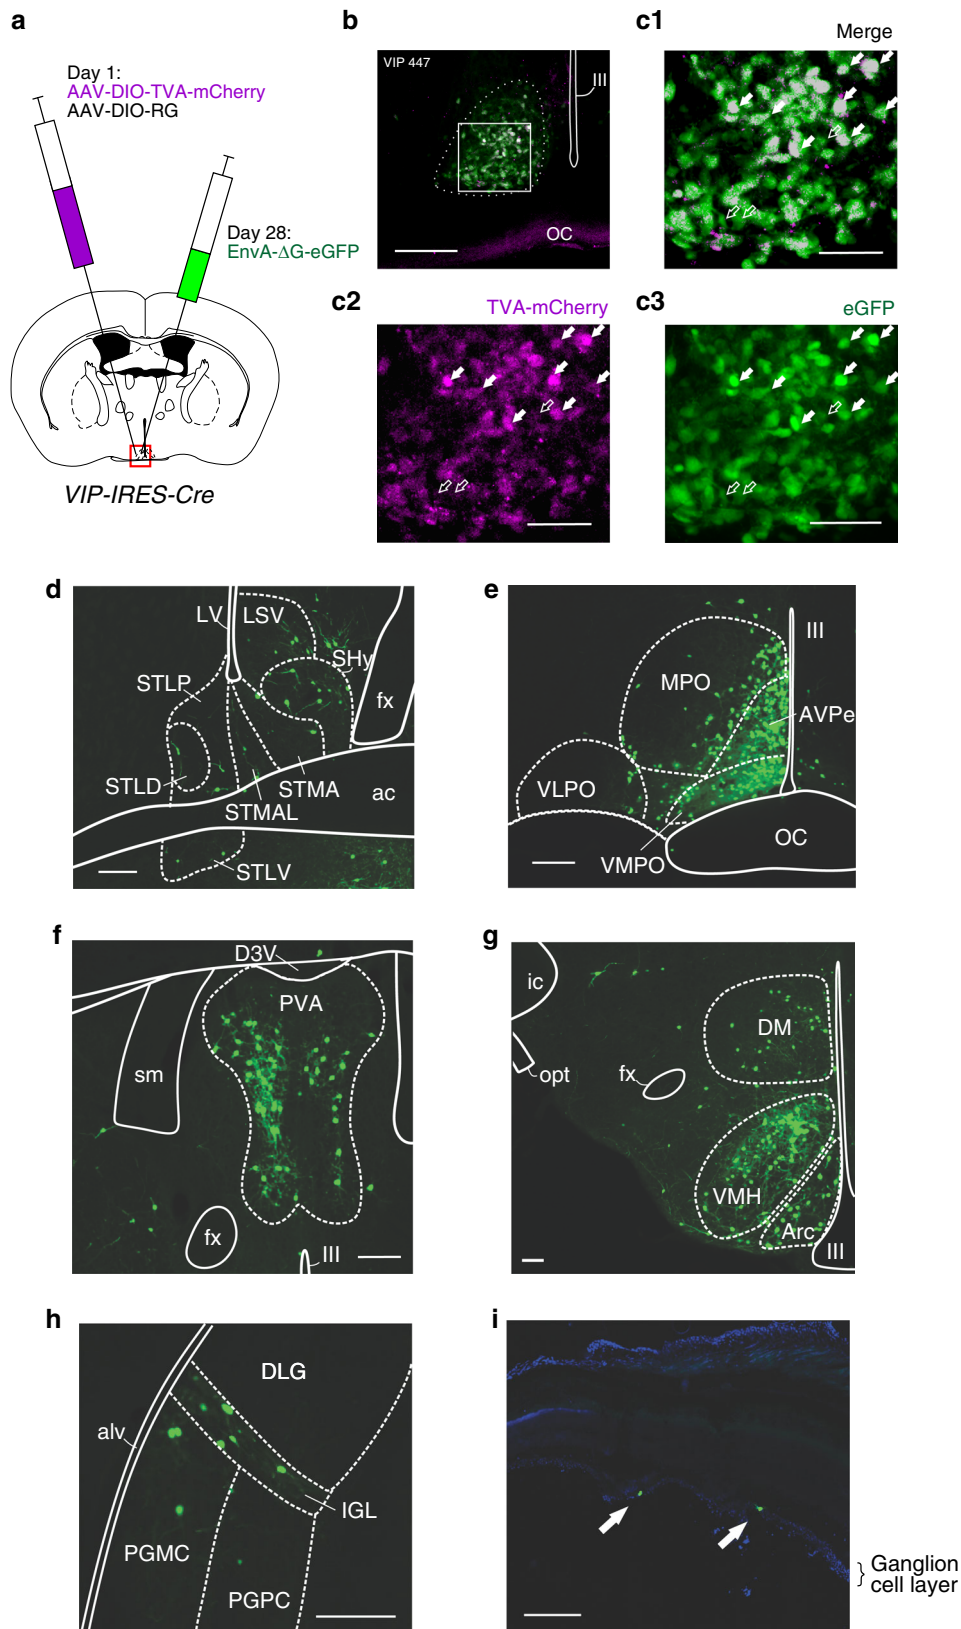 a
Day 1:
AAV-DIO-TVA-mCherry
AAV-DIO-RG
Day 28:
EnvA-ΔG-eGFP
VIP-IRES-Cre
b
VIP 447
III
OC
c1
Merge
c2
TVA-mCherry
c3
eGFP
d
LV
LSV
SHy
STLP
fx
STLD
STMA
STMAL
ac
STLV
e
III
MPO
AVPe
VLPO
VMPO
OC
f
D3V
PVA
sm
fx
III
g
ic
DM
opt
fx
VMH
Arc
III
h
DLG
alv
IGL
PGMC
PGPC
i
Ganglion
cell layer